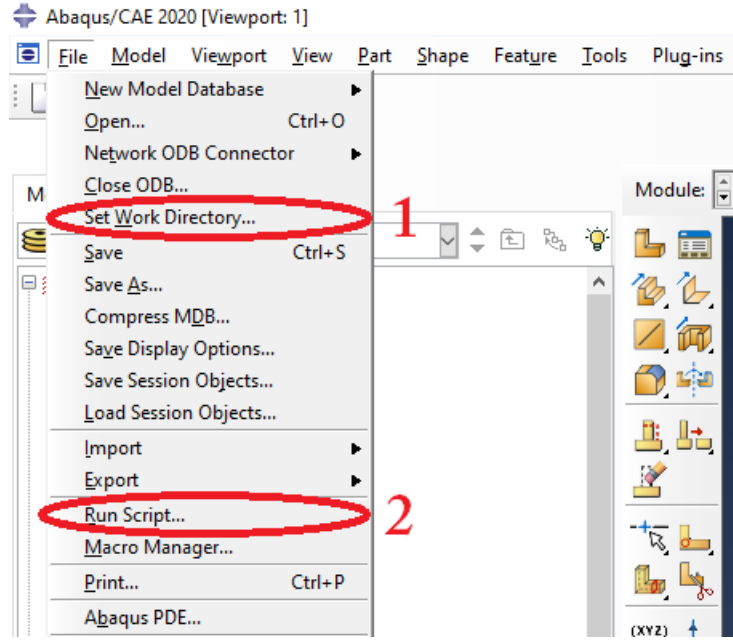 Abaqus/CAE 2020 [Viewport: 1]
File Model Viewport View Part Shape Feature Tools Plug-ins
New Model Database
Open... Ctrl+O
Network ODB Connector
Close ODB...
M
Module:
Set Work Directory... 1
Save Ctrl+S
Save As...
Compress MDB...
Save Display Options...
Save Session Objects...
Load Session Objects...
Import
Export
Run Script... 2
Macro Manager...
Print... Ctrl+P
Abaqus PDE...
(XYZ)